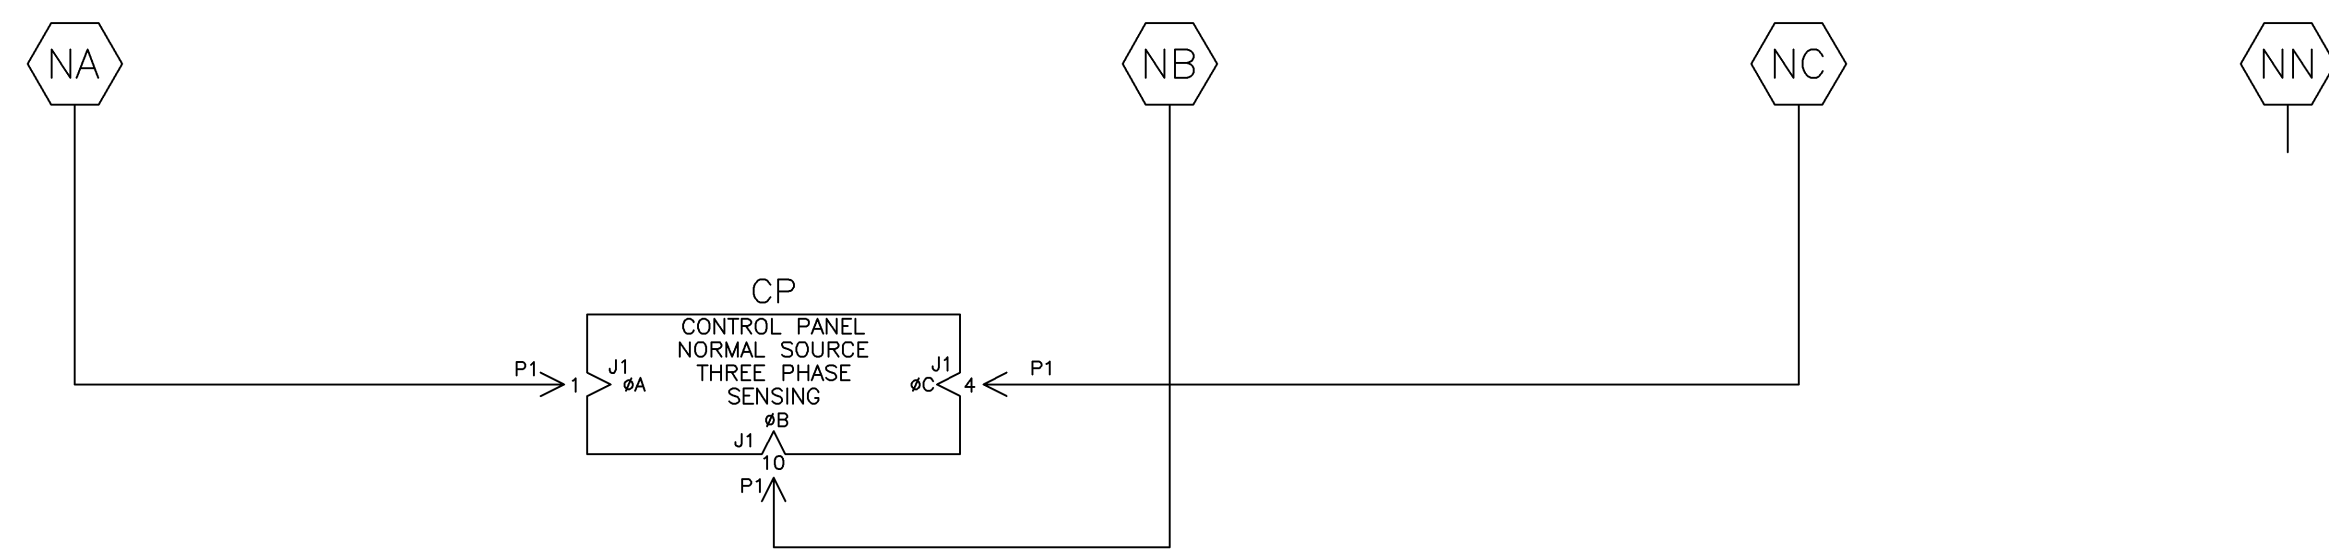 NA
NB
NC
NN
CP
CONTROL PANEL
NORMAL SOURCE
THREE PHASE
SENSING
P1
1
J1
øA
øC
J1
4
P1
øB
J1
10
P1